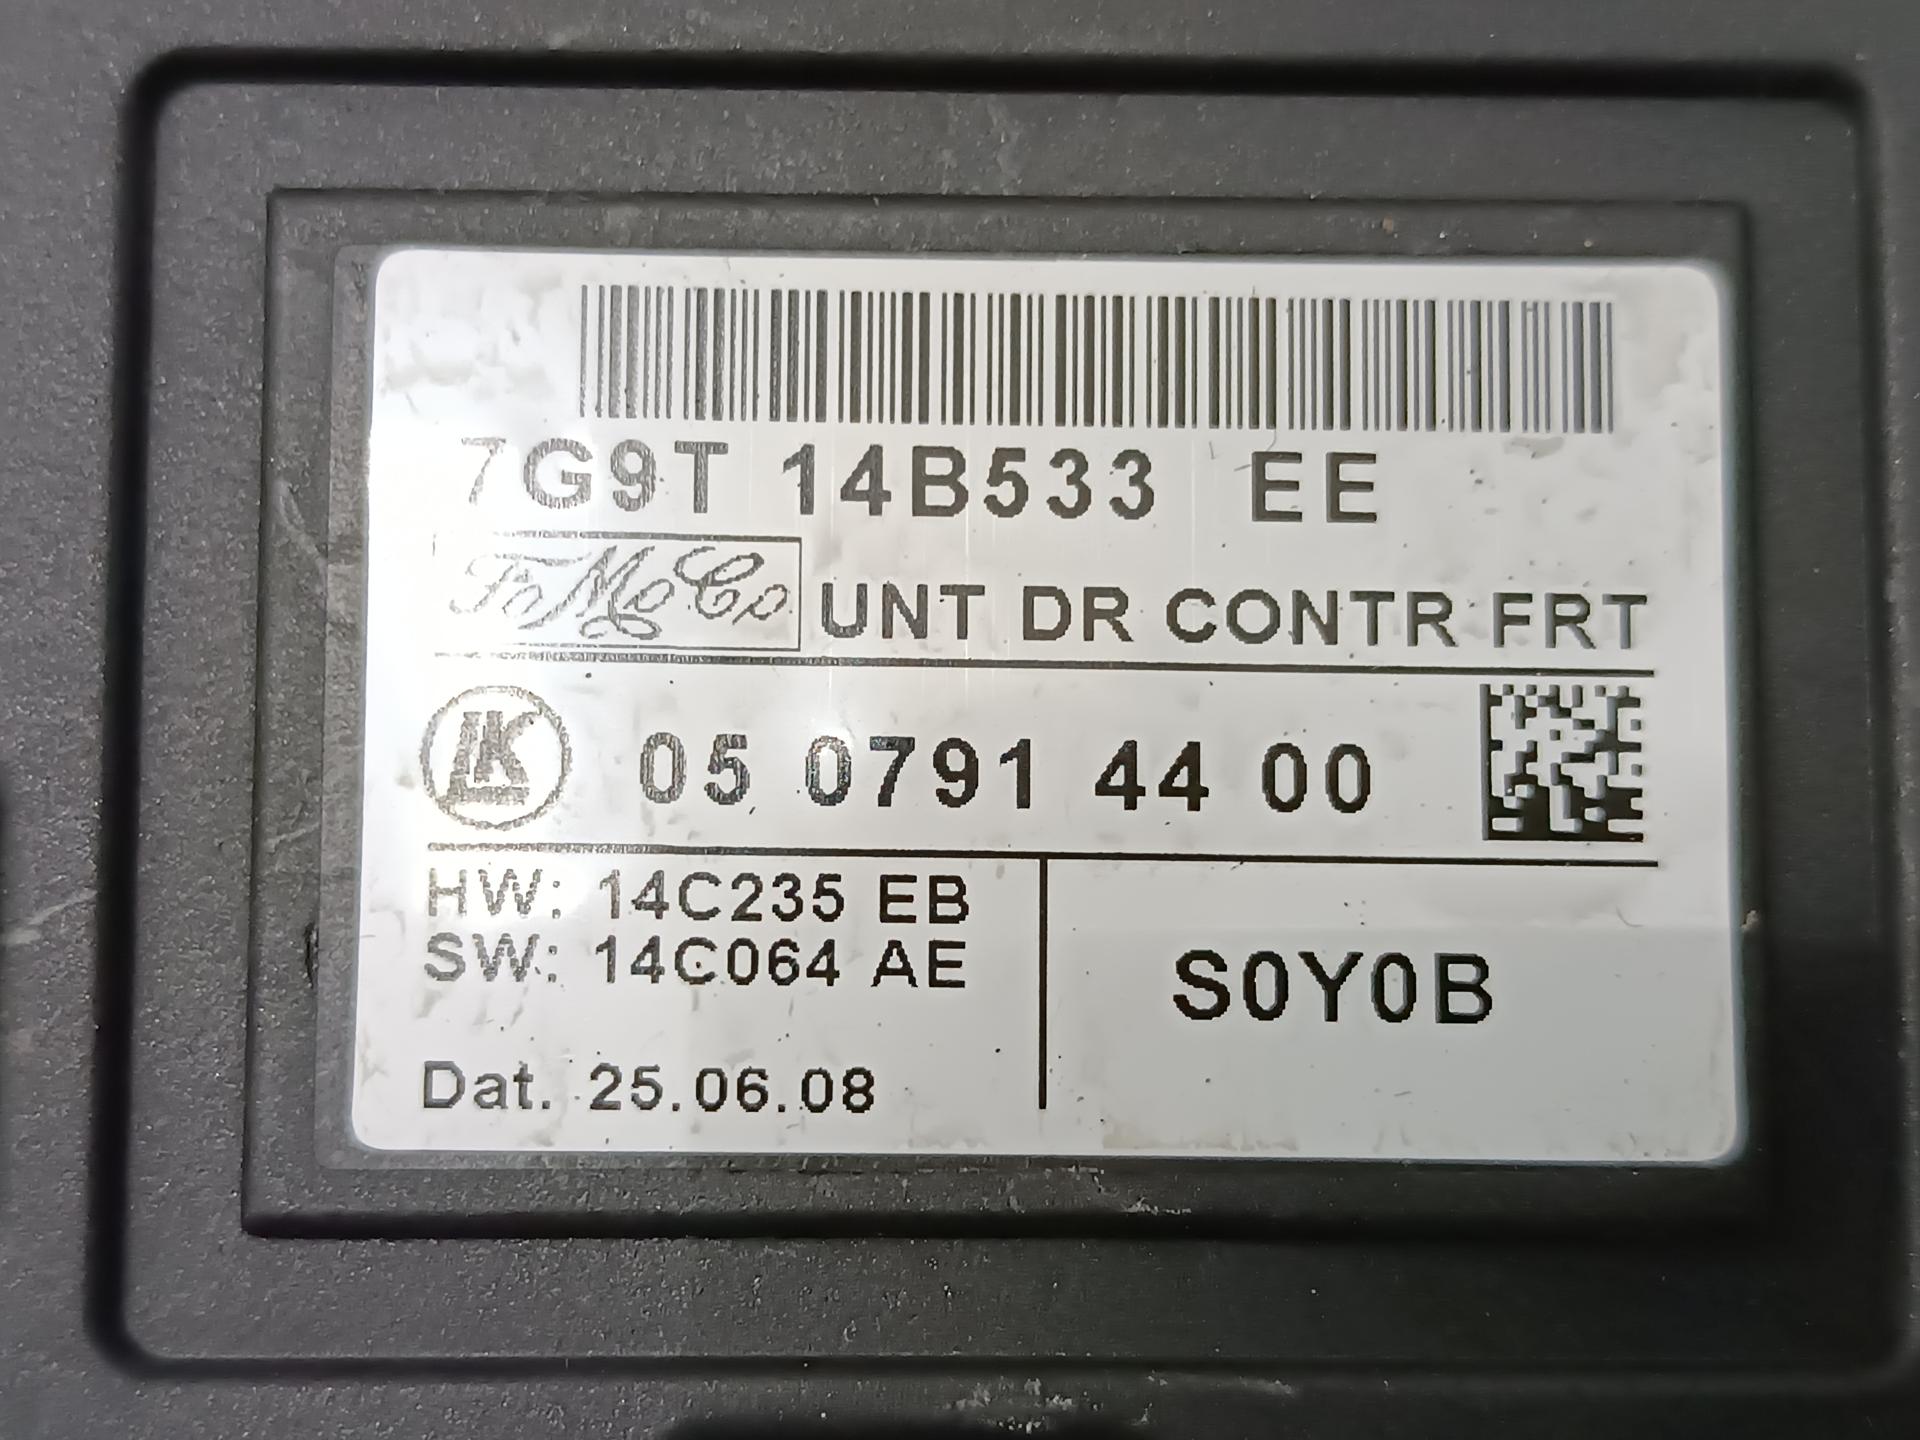 7G9T 14B533 EE
FoMoCo UNT DR CONTR FRT
LK 05 0791 44 00
HW: 14C235 EB
SW: 14C064 AE
S0Y0B
Dat. 25.06.08